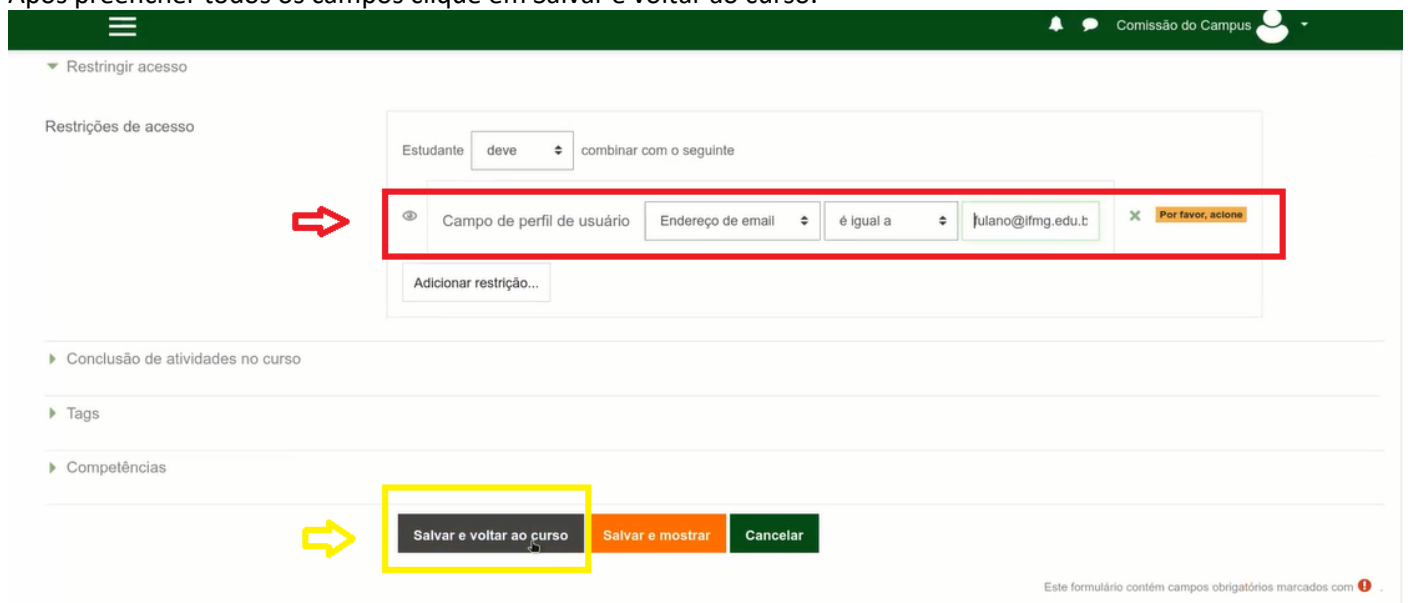 Após preencher todos os campos clique em Salvar e voltar ao curso.
Comissão do Campus
Restringir acesso
Restrições de acesso
Estudante deve combinar com o seguinte
Campo de perfil de usuário Endereço de email é igual a fulano@ifmg.edu.b Por favor, acione
Adicionar restrição...
Conclusão de atividades no curso
Tags
Competências
Salvar e voltar ao curso Salvar e mostrar Cancelar
Este formulário contém campos obrigatórios marcados com